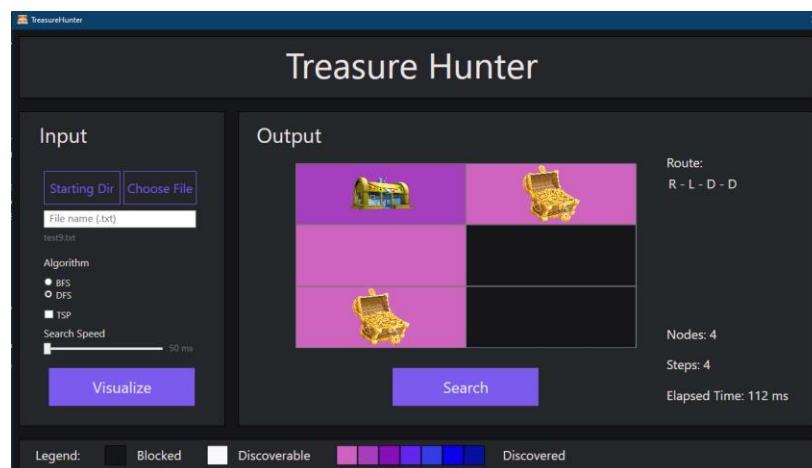 TreasureHunter
Treasure Hunter
Input
Starting Dir
Choose File
File name (.txt)
test9.txt
Algorithm
BFS
DFS
TSP
Search Speed
50 ms
Visualize
Output
Search
Route:
R - L - D - D
Nodes: 4
Steps: 4
Elapsed Time: 112 ms
Legend:
Blocked
Discoverable
Discovered